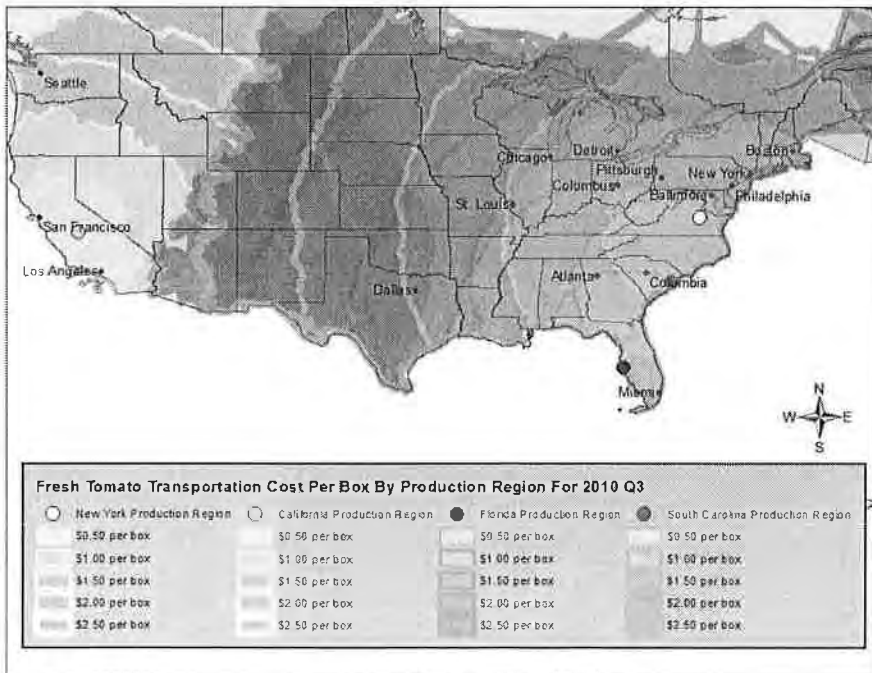 Seattle
Boston
Detroit
Chicago
Pittsburgh
New York
Columbus
Baltimore
Philadelphia
St. Louis
San Francisco
Los Angeles
Atlanta
Columbia
Dallas
Miami
N
W E
S
Fresh Tomato Transportation Cost Per Box By Production Region For 2010 Q3
New York Production Region California Production Region Florida Production Region South Carolina Production Region
$0.50 per box $0.50 per box $0.50 per box $0.50 per box
$1.00 per box $1.00 per box $1.00 per box $1.00 per box
$1.50 per box $1.50 per box $1.50 per box $1.50 per box
$2.00 per box $2.00 per box $2.00 per box $2.00 per box
$2.50 per box $2.50 per box $2.50 per box $2.50 per box